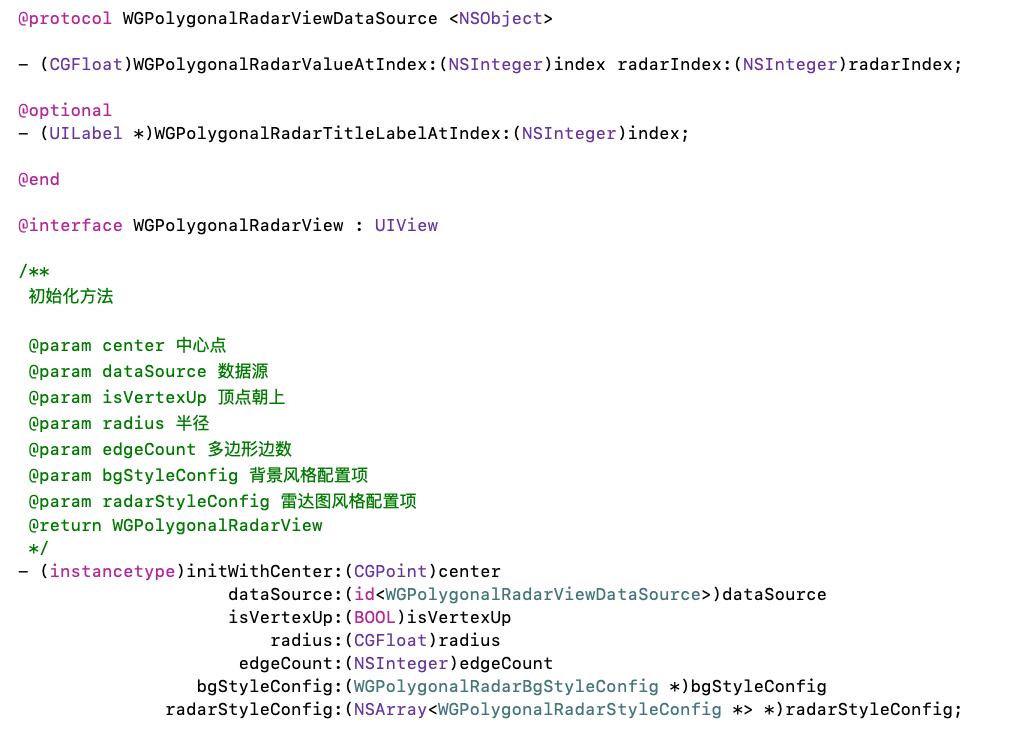 @protocol WGPolygonalRadarViewDataSource <NSObject>
- (CGFloat)WGPolygonalRadarValueAtIndex:(NSInteger)index radarIndex:(NSInteger)radarIndex;
@optional
- (UILabel *)WGPolygonalRadarTitleLabelAtIndex:(NSInteger)index;
@end
@interface WGPolygonalRadarView : UIView
/**
初始化方法
@param center 中心点
@param dataSource 数据源
@param isVertexUp 顶点朝上
@param radius 半径
@param edgeCount 多边形边数
@param bgStyleConfig 背景风格配置项
@param radarStyleConfig 雷达图风格配置项
@return WGPolygonalRadarView
*/
- (instancetype)initWithCenter:(CGPoint)center
dataSource:(id<WGPolygonalRadarViewDataSource>)dataSource
isVertexUp:(BOOL)isVertexUp
radius:(CGFloat)radius
edgeCount:(NSInteger)edgeCount
bgStyleConfig:(WGPolygonalRadarBgStyleConfig *)bgStyleConfig
radarStyleConfig:(NSArray<WGPolygonalRadarStyleConfig *> *)radarStyleConfig;